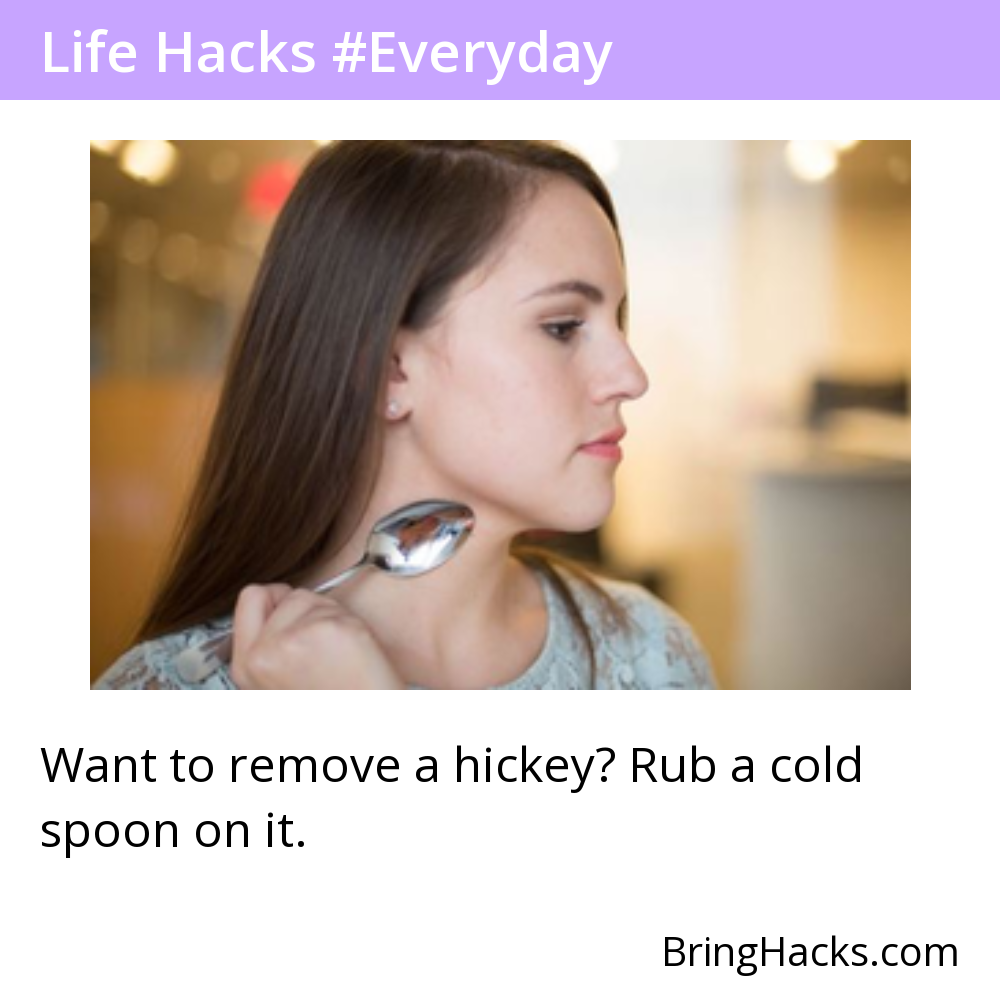 Life Hacks #Everyday
Want to remove a hickey? Rub a cold
spoon on it.
BringHacks.com